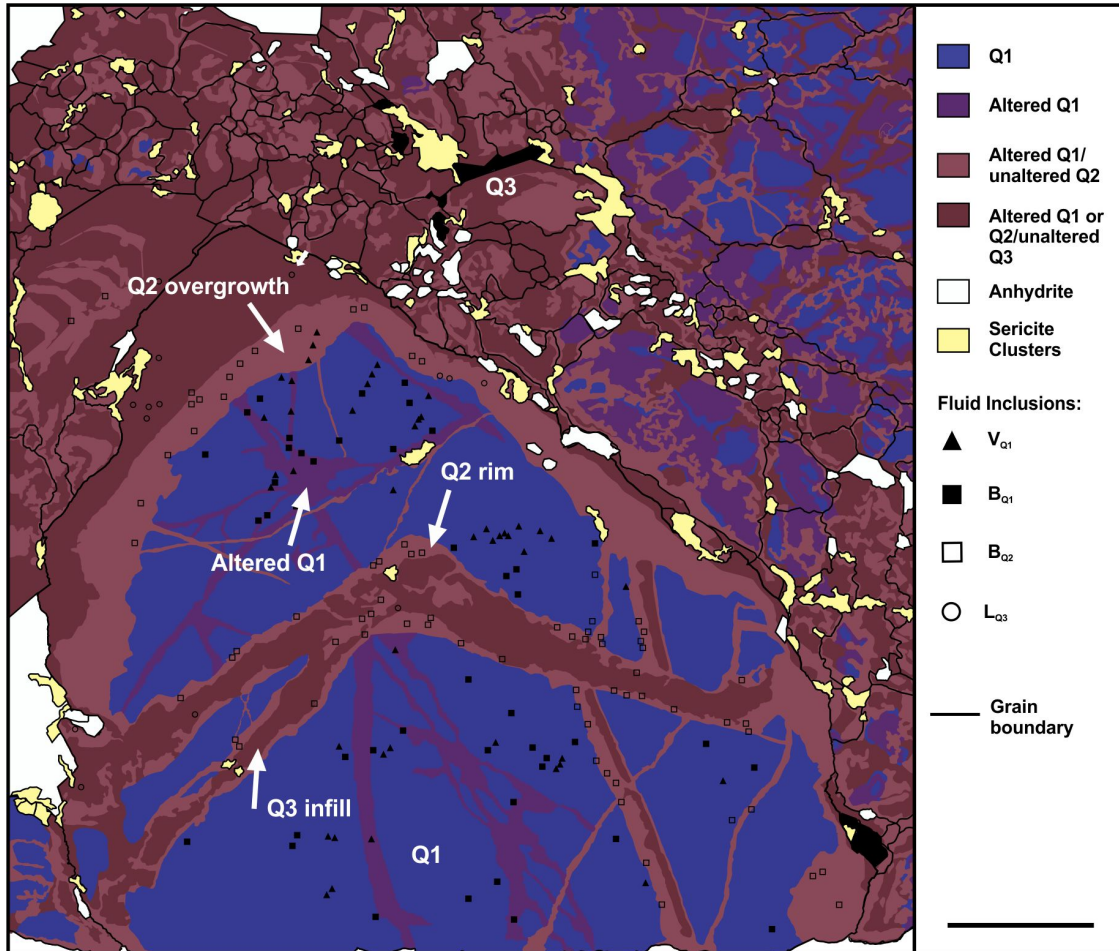 Q3
Q2 overgrowth
Q2 rim
Altered Q1
Q3 infill
Q1
Q1
Altered Q1
Altered Q1/
unaltered Q2
Altered Q1 or
Q2/unaltered
Q3
Anhydrite
Sericite
Clusters
Fluid Inclusions:
VQ1
BQ1
BQ2
LQ3
Grain
boundary